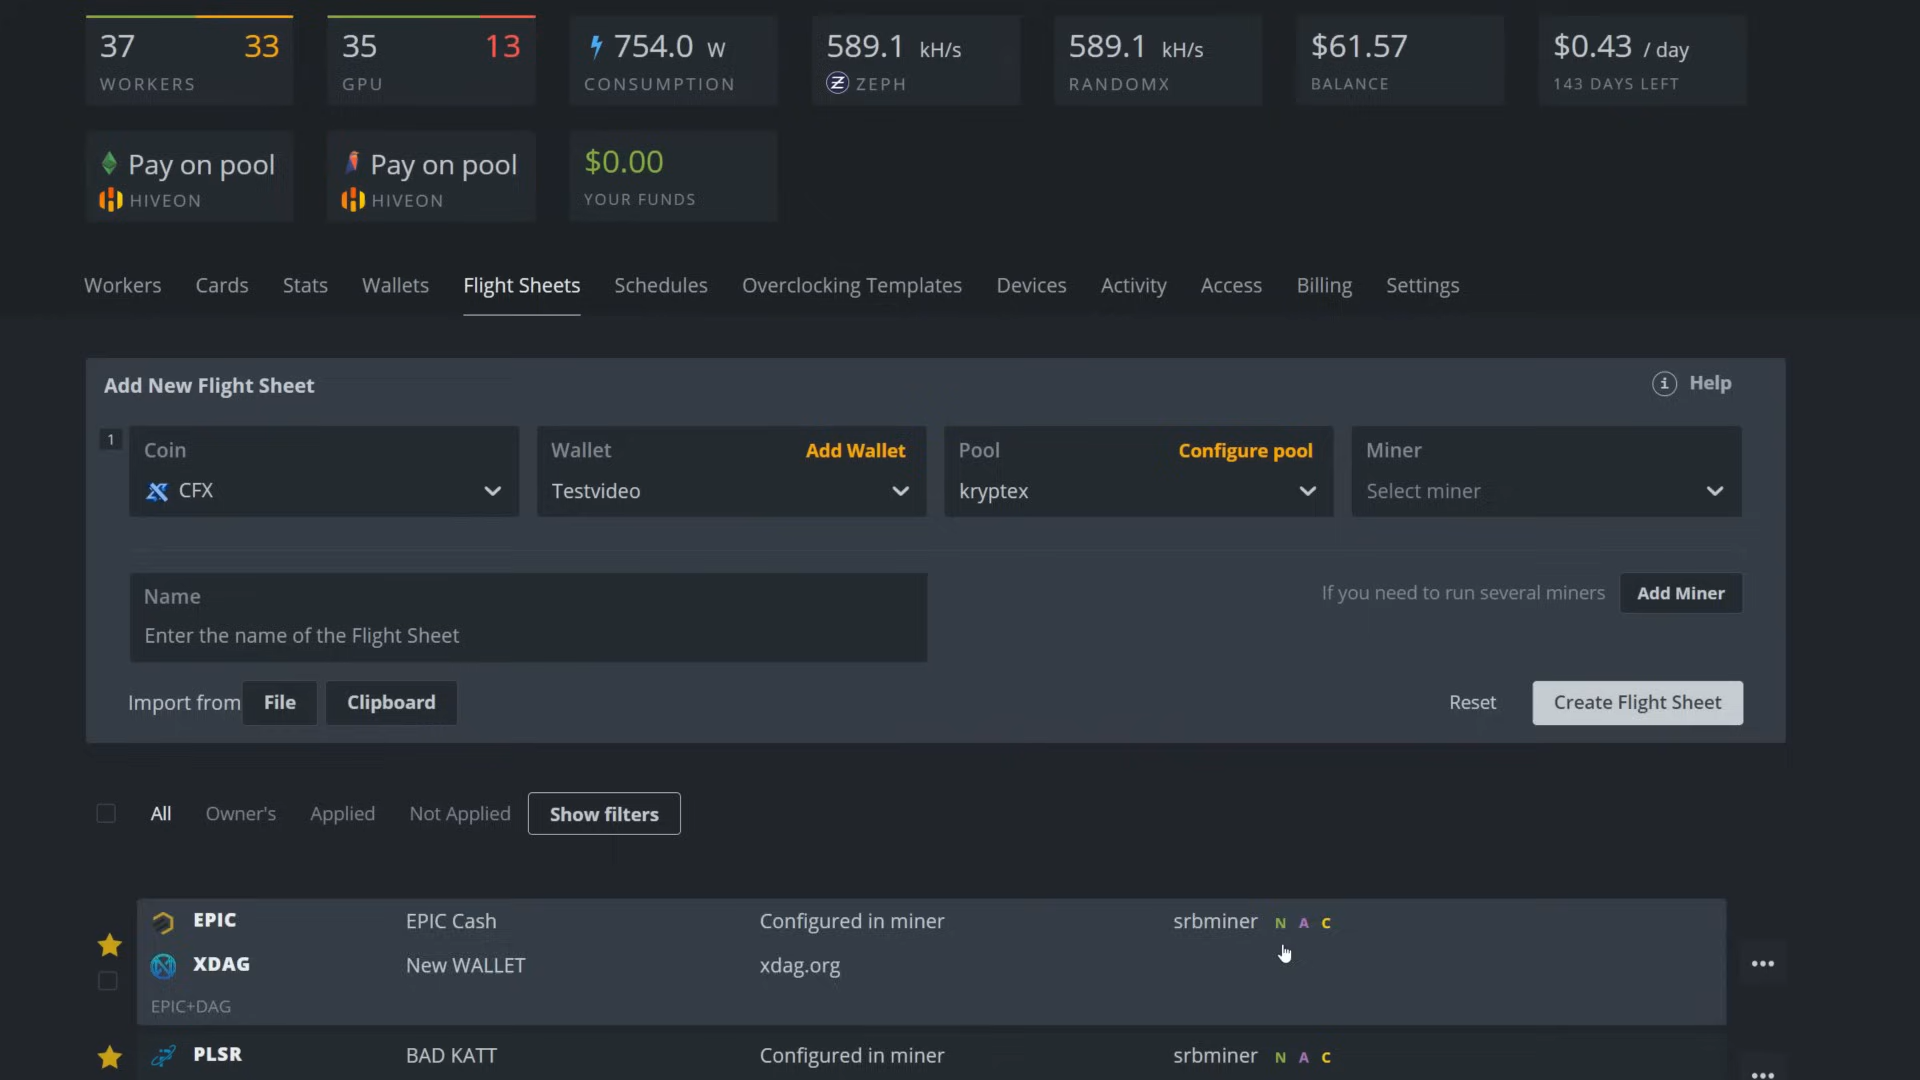 37 33
WORKERS
35 13
GPU
754.0 W
CONSUMPTION
589.1 kH/s
ZEPH
589.1 kH/s
RANDOMX
$61.57
BALANCE
$0.43 / day
143 DAYS LEFT
Pay on pool
HIVEON
Pay on pool
HIVEON
$0.00
YOUR FUNDS
Workers Cards Stats Wallets Flight Sheets Schedules Overclocking Templates Devices Activity Access Billing Settings
Add New Flight Sheet
i Help
1
Coin
CFX
Wallet Add Wallet
Testvideo
Pool Configure pool
kryptex
Miner
Select miner
Name
Enter the name of the Flight Sheet
If you need to run several miners Add Miner
Import from File Clipboard
Reset Create Flight Sheet
All Owner's Applied Not Applied Show filters
EPIC EPIC Cash Configured in miner srbminer N A C
XDAG New WALLET xdag.org
EPIC+DAG
PLSR BAD KATT Configured in miner srbminer N A C